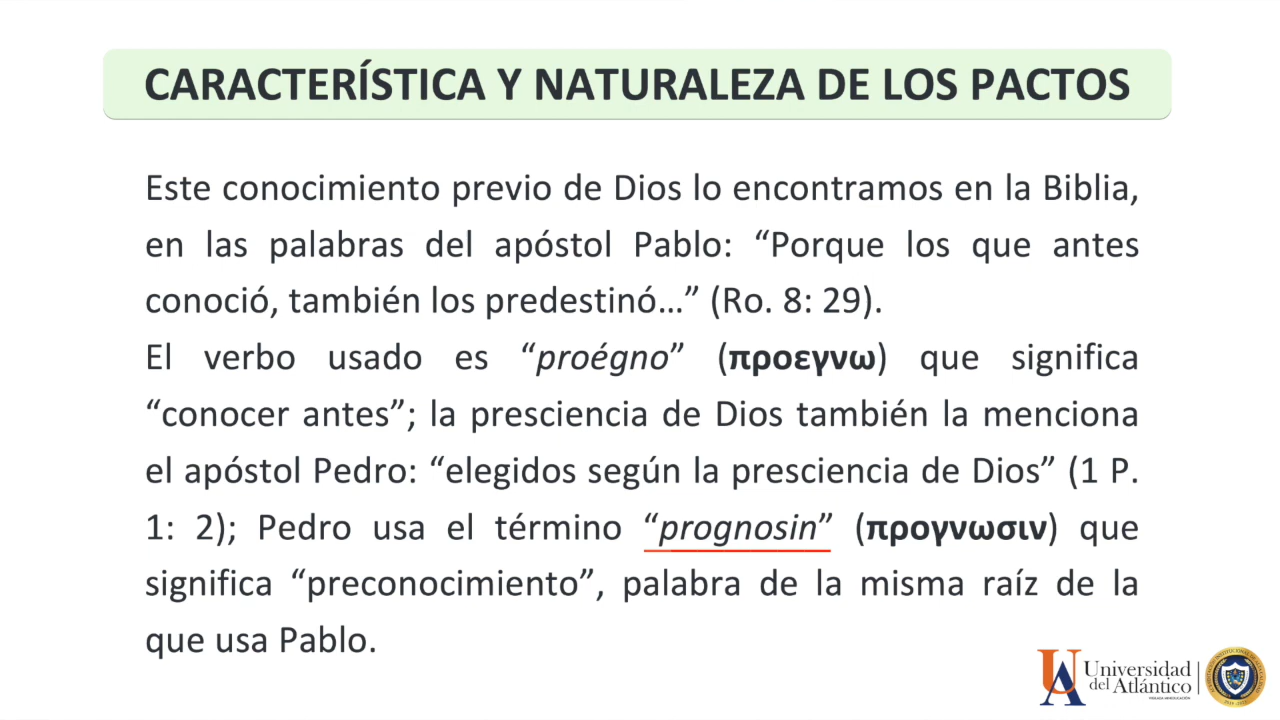 CARACTERÍSTICA Y NATURALEZA DE LOS PACTOS
Este conocimiento previo de Dios lo encontramos en la Biblia,
en las palabras del apóstol Pablo: “Porque los que antes
conoció, también los predestinó…” (Ro. 8: 29).
El verbo usado es “proégno” (προεγνω) que significa
“conocer antes”; la presciencia de Dios también la menciona
el apóstol Pedro: “elegidos según la presciencia de Dios” (1 P.
1: 2); Pedro usa el término “prognosin” (προγνωσιν) que
significa “preconocimiento”, palabra de la misma raíz de la
que usa Pablo.
UA
Universidad
del Atlántico